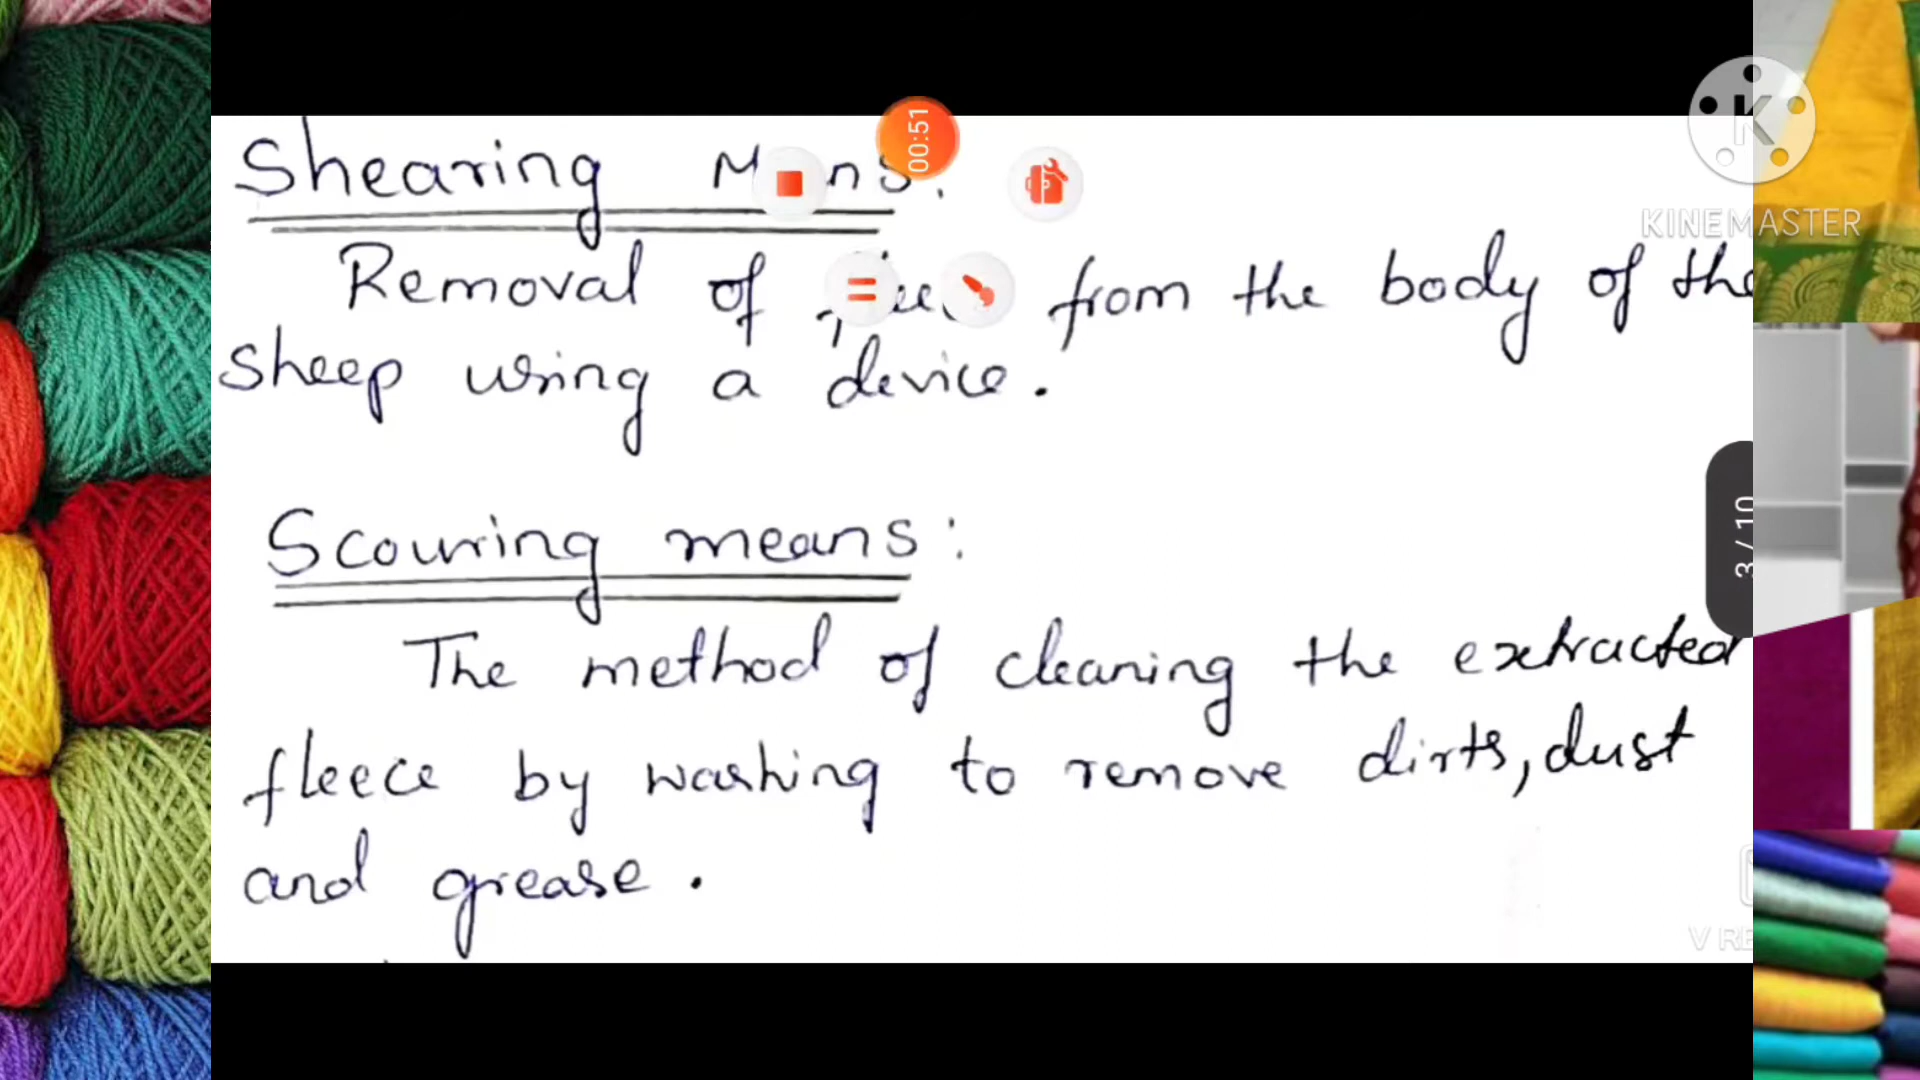 Shearing
00:51
KINEMASTER
Removal of from the body of the
sheep using a device.
3/10
Scouring means:
The method of cleaning the extracted
fleece by washing to remove dirts, dust
and grease.
V RE